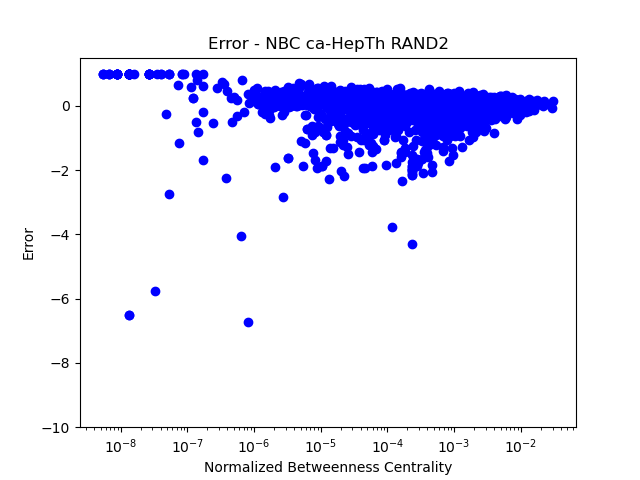 Error - NBC ca-HepTh RAND2
Error
0
−2
−4
−6
−8
−10
10⁻⁸ 10⁻⁷ 10⁻⁶ 10⁻⁵ 10⁻⁴ 10⁻³ 10⁻²
Normalized Betweenness Centrality